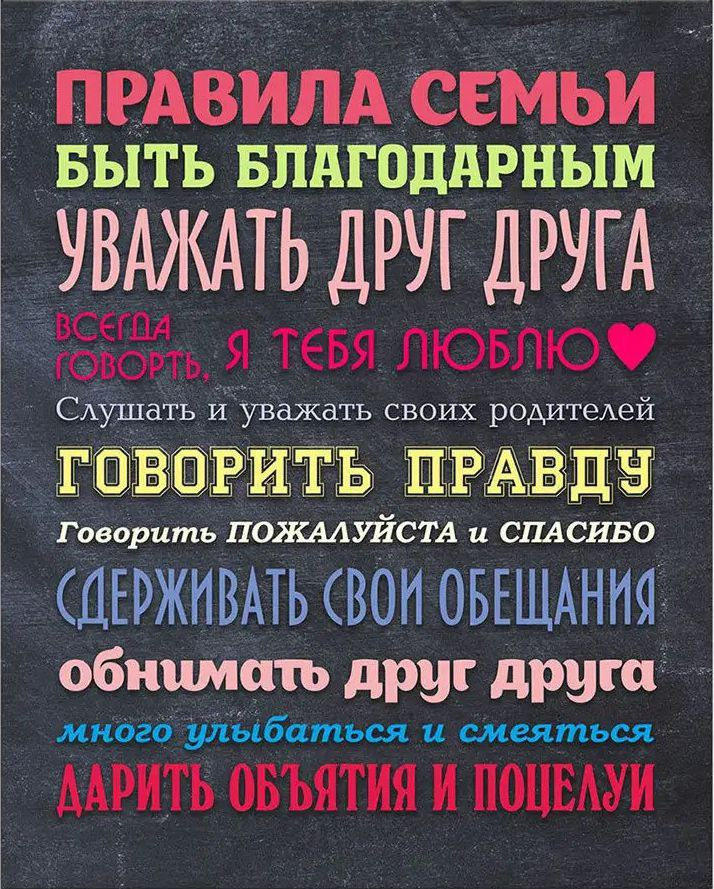 ПРАВИЛА СЕМЬИ
БЫТЬ БЛАГОДАРНЫМ
УВАЖАТЬ ДРУГ ДРУГА
ВСЕГДА
ГОВОРТЬ, Я ТЕБЯ ЛЮБЛЮ
Слушать и уважать своих родителей
ГОВОРИТЬ ПРАВДУ
Говорить ПОЖАЛУЙСТА и СПАСИБО
СДЕРЖИВАТЬ СВОИ ОБЕЩАНИЯ
обнимать друг друга
много улыбаться и смеяться
ДАРИТЬ ОБЪЯТИЯ И ПОЦЕЛУИ